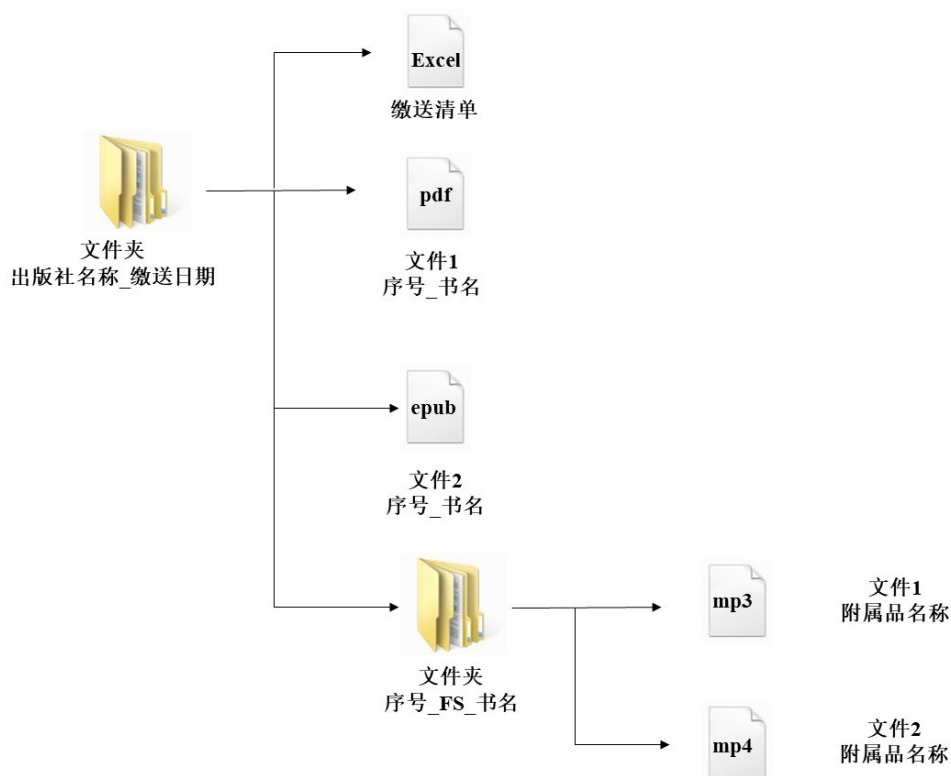 Excel
缴送清单
文件夹
出版社名称_缴送日期
pdf
文件1
序号_书名
epub
文件2
序号_书名
文件夹
序号_FS_书名
mp3
文件1
附属品名称
mp4
文件2
附属品名称